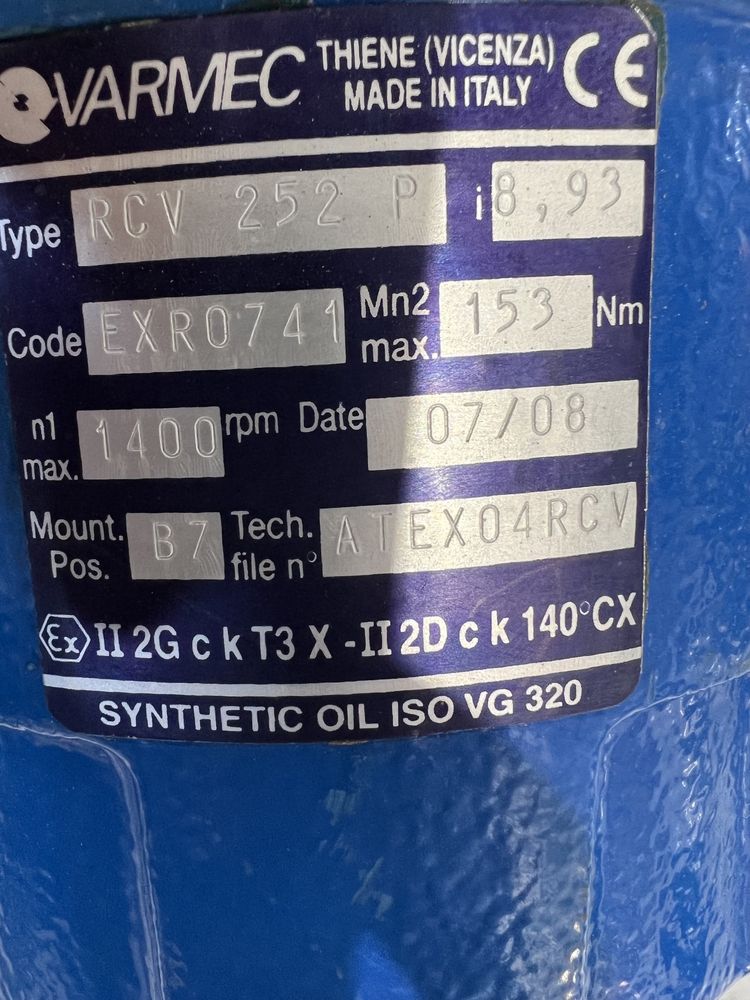 VARMEC THIENE (VICENZA) CE
MADE IN ITALY
Type RCV 252 P i 8,93
Code EXR0741 Mn2 max. 153 Nm
n1 max. 1400 rpm Date 07/08
Mount. Pos. B7 Tech. file n° ATEX04RCV
Ex II 2G c k T3 X - II 2D c k 140°CX
SYNTHETIC OIL ISO VG 320